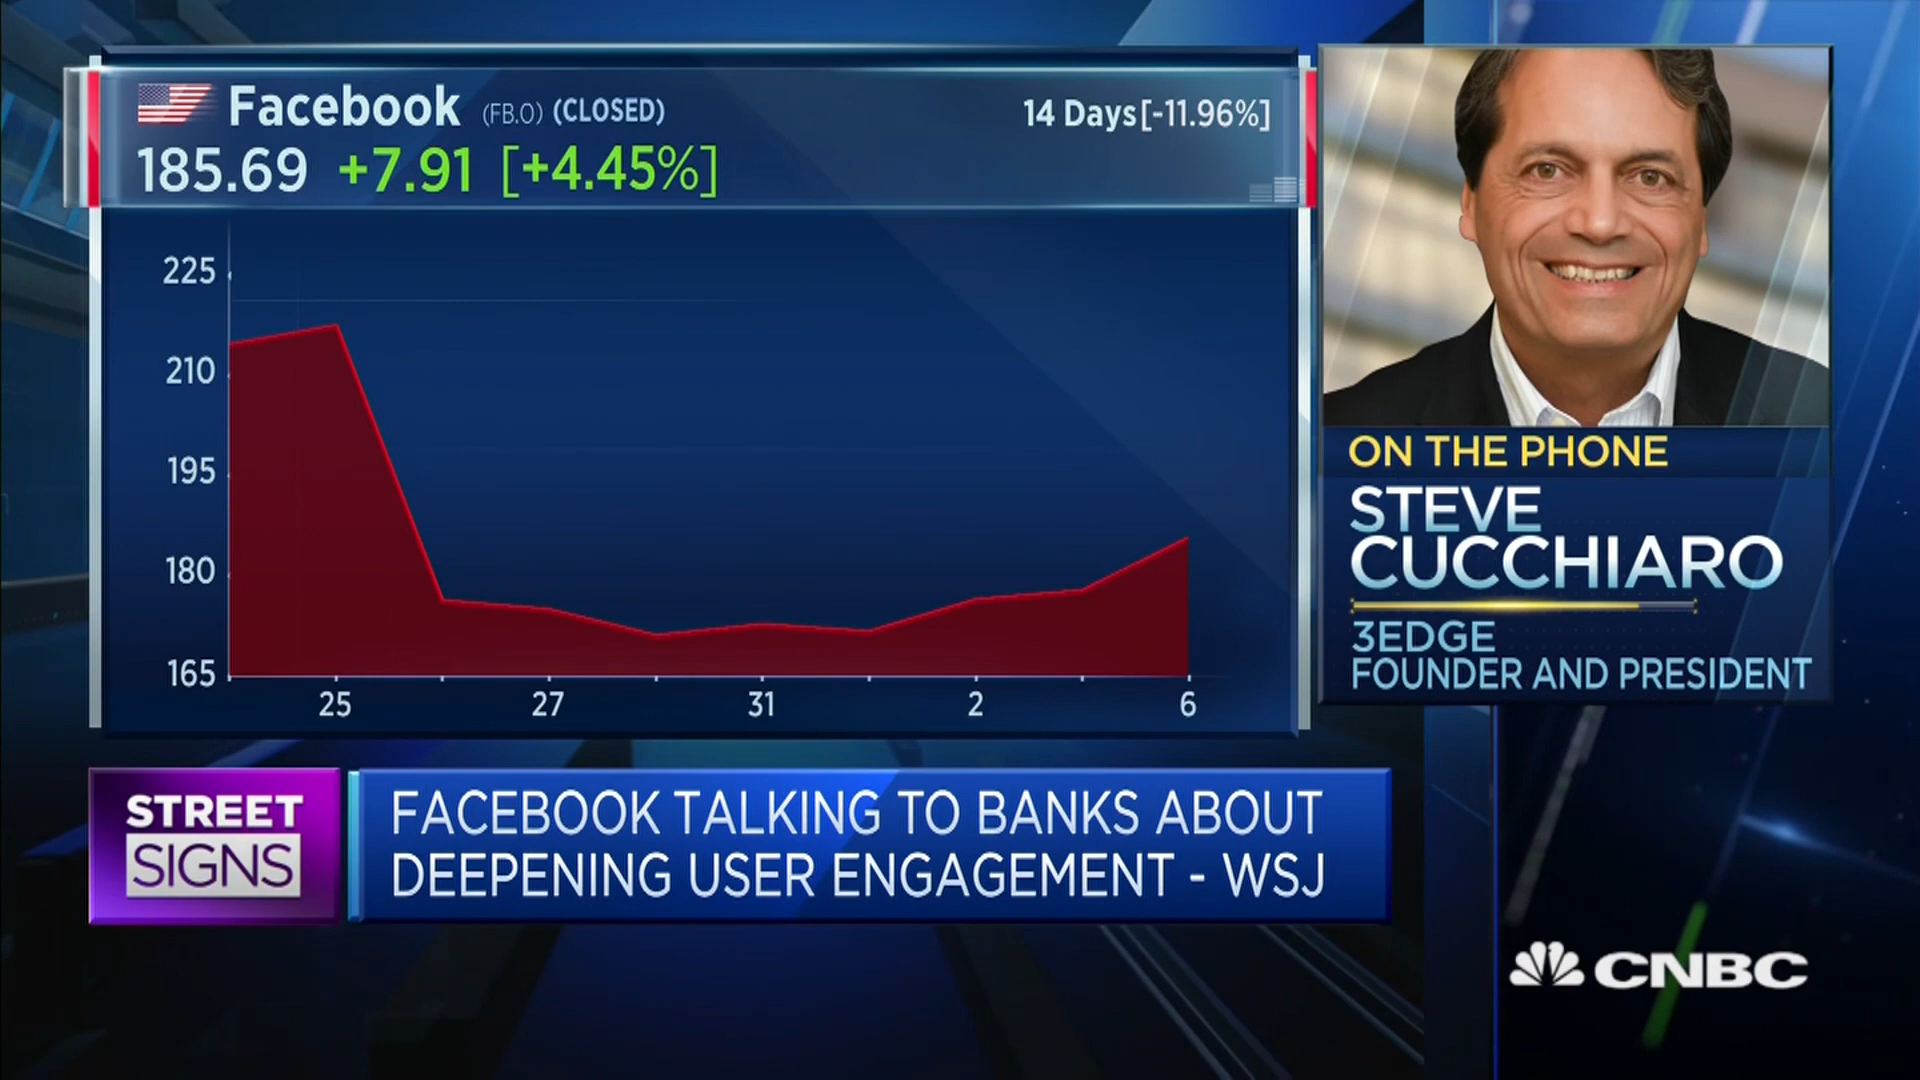 Facebook (FB.O) (CLOSED) 14 Days[-11.96%]
185.69 +7.91 [+4.45%]
225
210
195
180
165
25 27 31 2 6
ON THE PHONE
STEVE
CUCCHIARO
3EDGE
FOUNDER AND PRESIDENT
STREET
SIGNS
FACEBOOK TALKING TO BANKS ABOUT
DEEPENING USER ENGAGEMENT - WSJ
CNBC